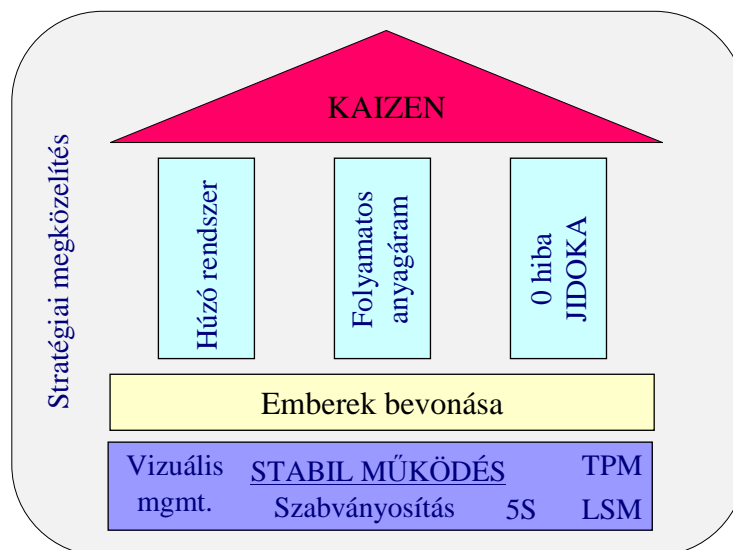 KAIZEN
Stratégiai megközelítés
Húzó rendszer
Folyamatos
anyagáram
0 hiba
JIDOKA
Emberek bevonása
Vizuális
mgmt.
STABIL MŰKÖDÉS
Szabványosítás
5S
TPM
LSM